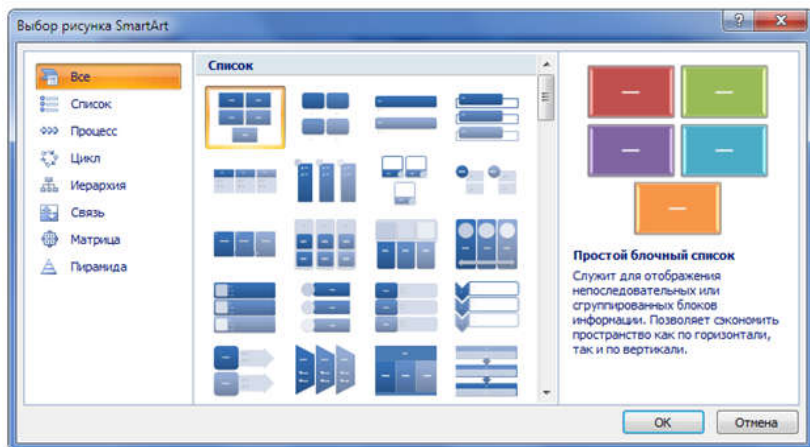 Выбор рисунка SmartArt
Все
Список
Процесс
Цикл
Иерархия
Связь
Матрица
Пирамида
Список
Простой блочный список
Служит для отображения
непоследовательных или
сгруппированных блоков
информации. Позволяет сэкономить
пространство как по горизонтали,
так и по вертикали.
ОК
Отмена